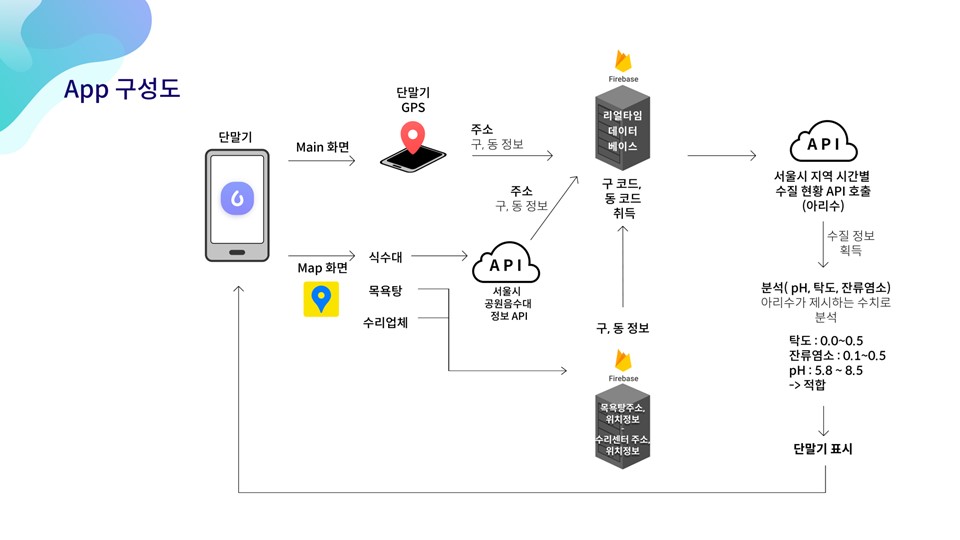 App 구성도
단말기
Main 화면
단말기
GPS
주소
구, 동 정보
Firebase
리얼타임
데이터
베이스
구 코드,
동 코드
취득
API
서울시 지역 시간별
수질 현황 API 호출
(아리수)
수질 정보
획득
분석( pH, 탁도, 잔류염소)
아리수가 제시하는 수치로
분석
탁도 : 0.0~0.5
잔류염소 : 0.1~0.5
pH : 5.8 ~ 8.5
-> 적합
단말기 표시
Map 화면
식수대
목욕탕
수리업체
주소
구, 동 정보
API
서울시
공원음수대
정보 API
구, 동 정보
Firebase
목욕탕주소,
위치정보
-
수리센터 주소,
위치정보